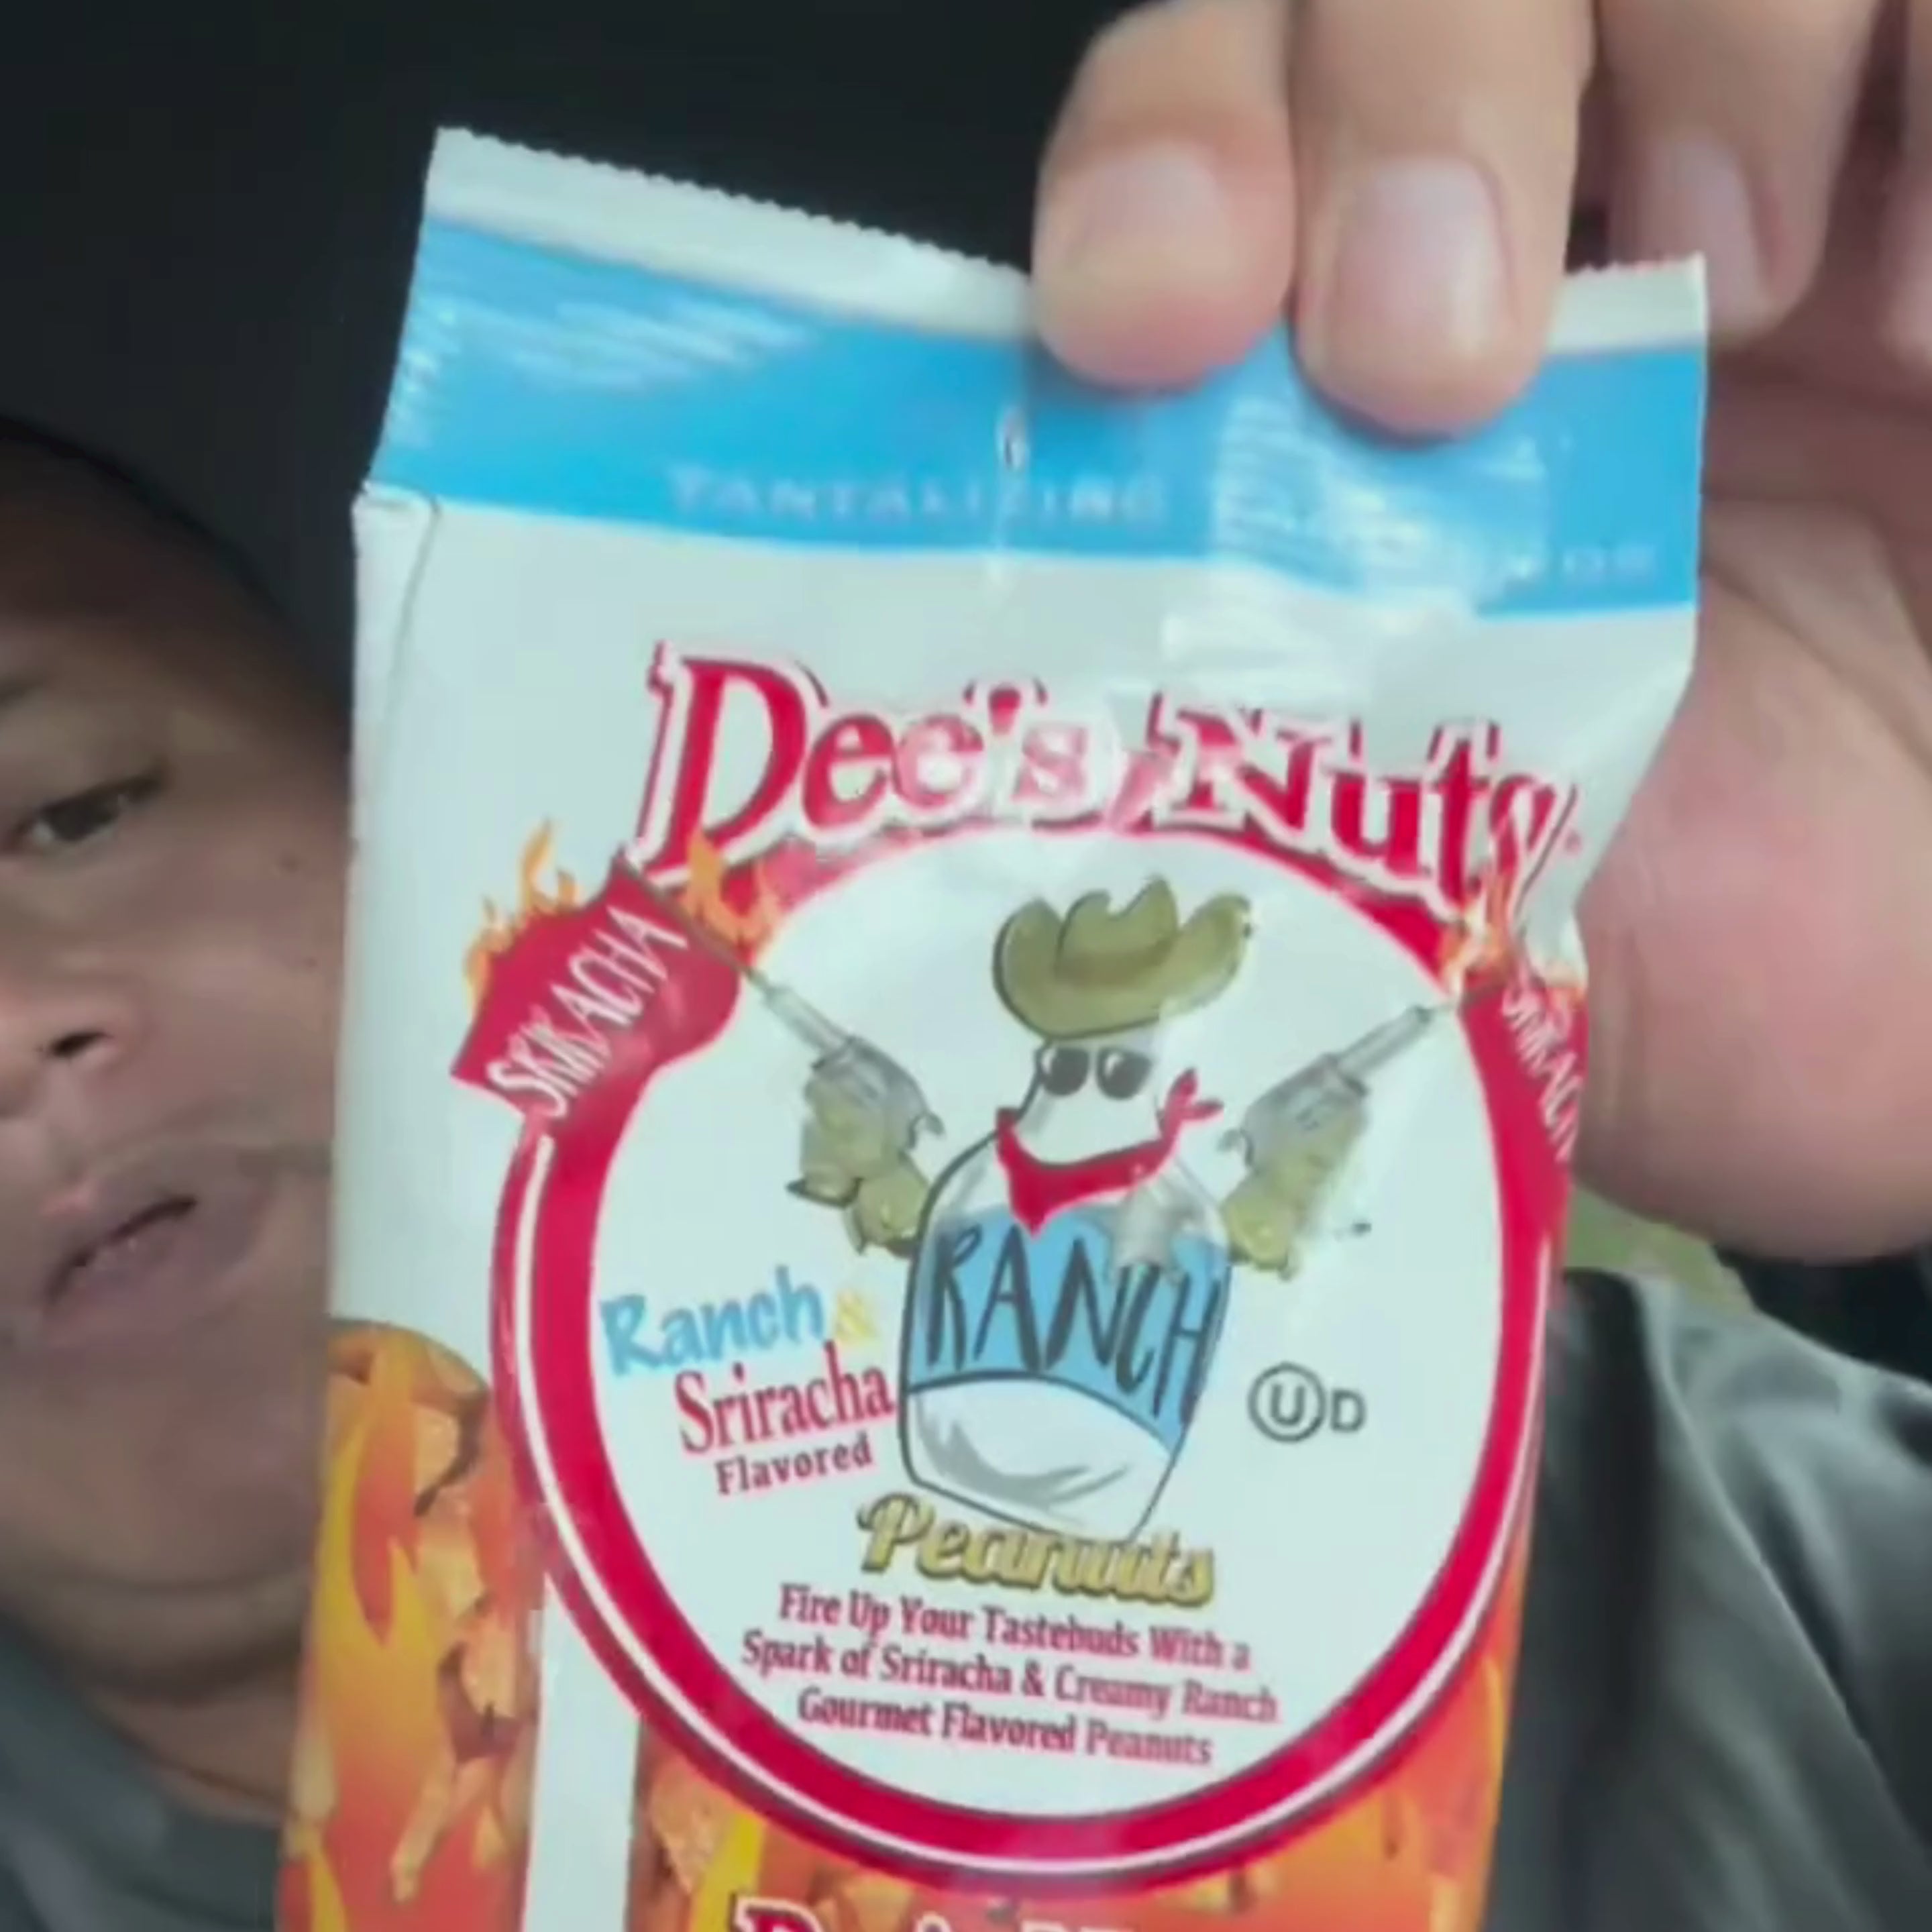 TANTALIZING
Dee's Nuts
SRIRACHA
SRIRACH
RANCH
Ranch &
Sriracha
Flavored
U D
Peanuts
Fire Up Your Tastebuds With a
Spark of Sriracha & Creamy Ranch
Gourmet Flavored Peanuts